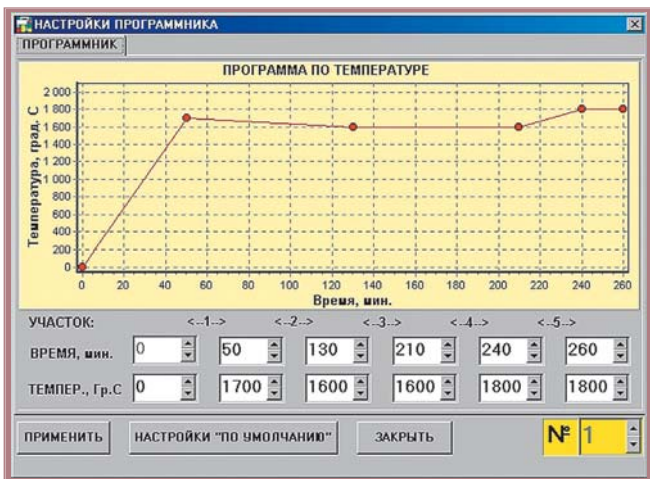 НАСТРОЙКИ ПРОГРАММНИКА
ПРОГРАММНИК
ПРОГРАММА ПО ТЕМПЕРАТУРЕ
Температура, град. С
2 000
1 800
1 600
1 400
1 200
1 000
800
600
400
200
0
0 20 40 60 80 100 120 140 160 180 200 220 240 260
Время, мин.
УЧАСТОК: <--1--> <--2--> <--3--> <--4--> <--5-->
ВРЕМЯ, мин. 0 50 130 210 240 260
ТЕМПЕР., Гр.С 0 1700 1600 1600 1800 1800
ПРИМЕНИТЬ НАСТРОЙКИ "ПО УМОЛЧАНИЮ" ЗАКРЫТЬ № 1